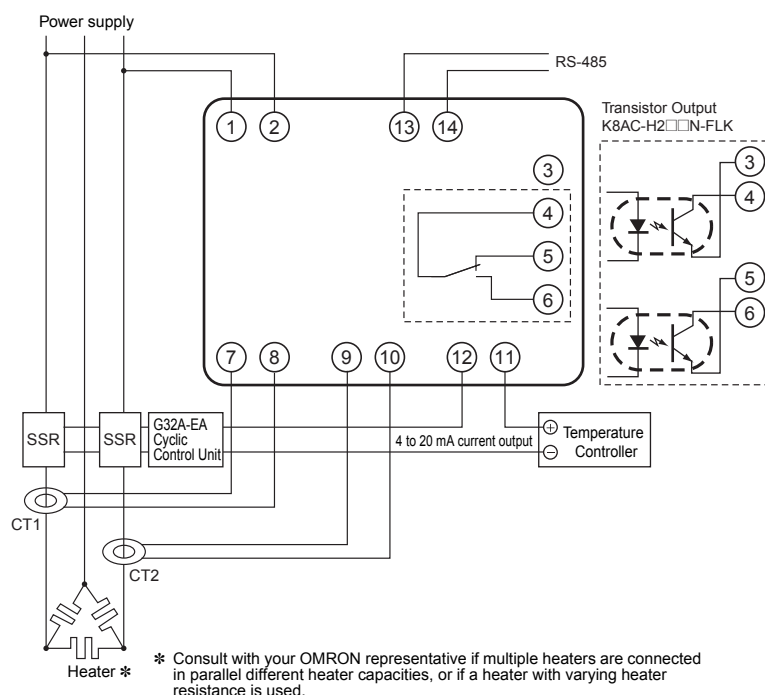 Power supply
RS-485
1
2
13
14
Transistor Output
K8AC-H2□□N-FLK
3
4
5
6
3
4
5
6
7
8
9
10
12
11
SSR
SSR
G32A-EA
Cyclic
Control Unit
4 to 20 mA current output
+
−
Temperature
Controller
CT1
CT2
Heater *
* Consult with your OMRON representative if multiple heaters are connected
in parallel different heater capacities, or if a heater with varying heater
resistance is used.